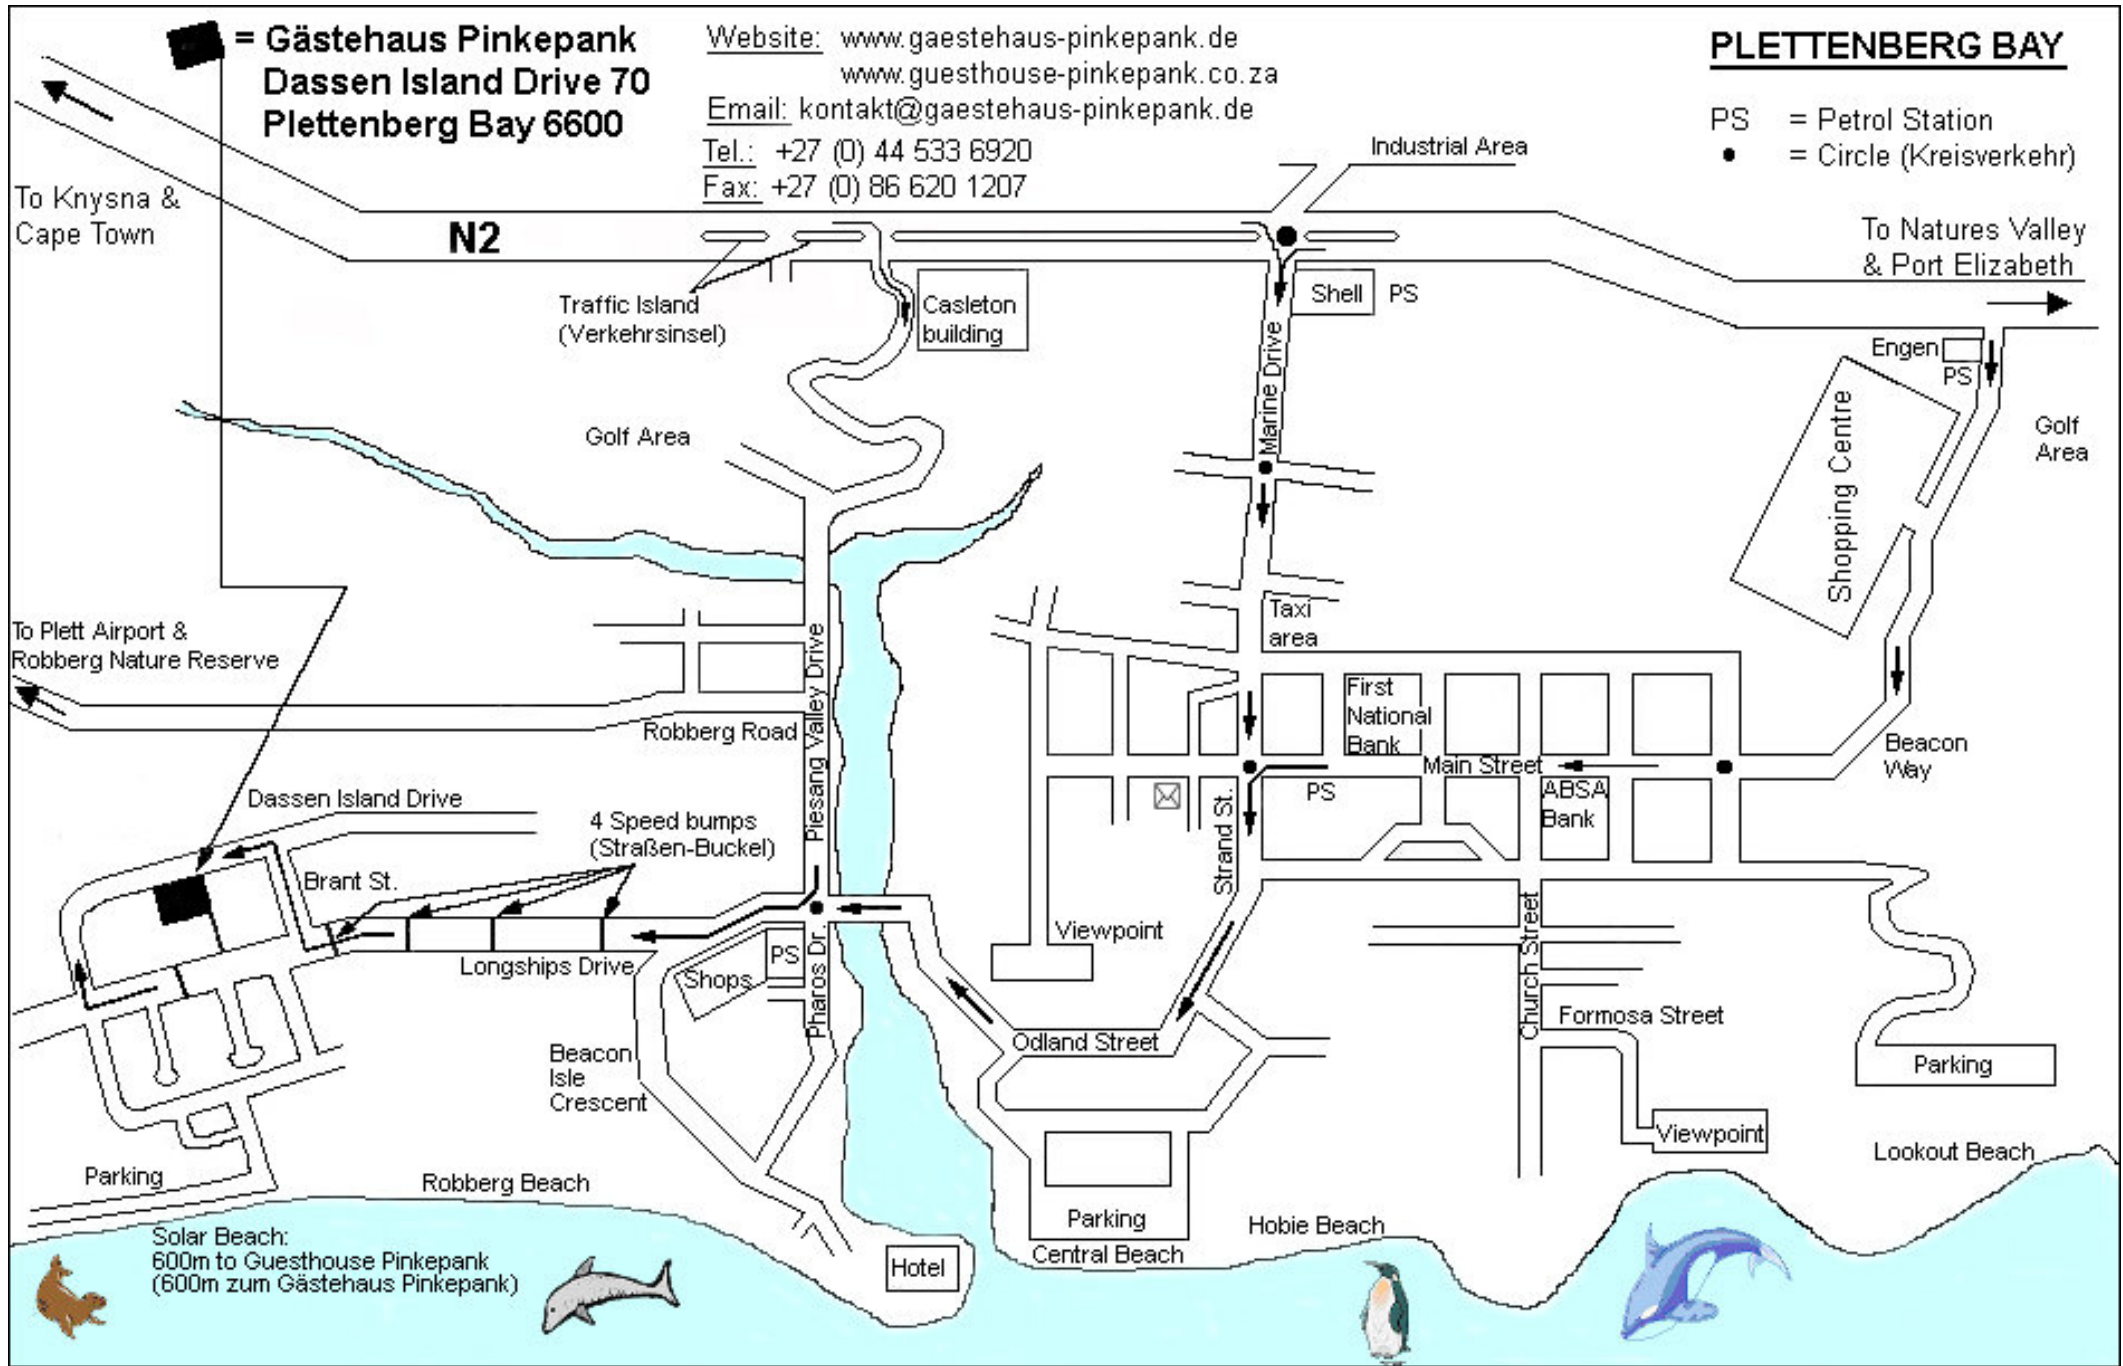 = Gästehaus Pinkepank
Dassen Island Drive 70
Plettenberg Bay 6600
Website: www.gaestehaus-pinkepank.de
www.guesthouse-pinkepank.co.za
Email: kontakt@gaestehaus-pinkepank.de
Tel.: +27 (0) 44 533 6920
Fax: +27 (0) 86 620 1207
PLETTENBERG BAY
PS = Petrol Station
• = Circle (Kreisverkehr)
Industrial Area
To Knysna &
Cape Town
N2
To Natures Valley
& Port Elizabeth
Traffic Island
(Verkehrsinsel)
Casleton
building
Shell
PS
Marine Drive
Engen
PS
Shopping Centre
Golf
Area
Golf Area
Taxi
area
To Plett Airport &
Robberg Nature Reserve
Robberg Road
Piesang Valley Drive
First
National
Bank
Main Street
Beacon
Way
PS
ABSA
Bank
Strand St.
Dassen Island Drive
4 Speed bumps
(Straßen-Buckel)
Brant St.
Longships Drive
Shops
PS
Pharos Dr.
Viewpoint
Church Street
Odland Street
Formosa Street
Beacon
Isle
Crescent
Parking
Viewpoint
Lookout Beach
Parking
Robberg Beach
Parking
Central Beach
Hobie Beach
Hotel
Solar Beach:
600m to Guesthouse Pinkepank
(600m zum Gästehaus Pinkepank)